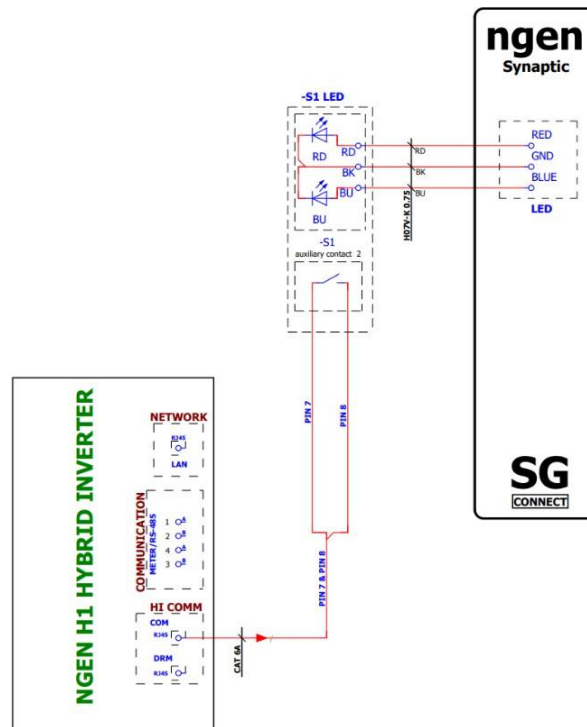 ngen
Synaptic
-S1 LED
RED
GND
BLUE
LED
RD
RD
BK
BU
BU
RD
BK
BU
H07V-K 0.75
-S1
auxiliary contact 2
PIN 7
PIN 8
PIN 7 & PIN 8
SG
CONNECT
NGEN H1 HYBRID INVERTER
NETWORK
RJ45
LAN
COMMUNICATION
METER/RS-485
1 A
2 B
4 A
3 B
HI COMM
COM
RJ45
DRM
RJ45
CAT 6A